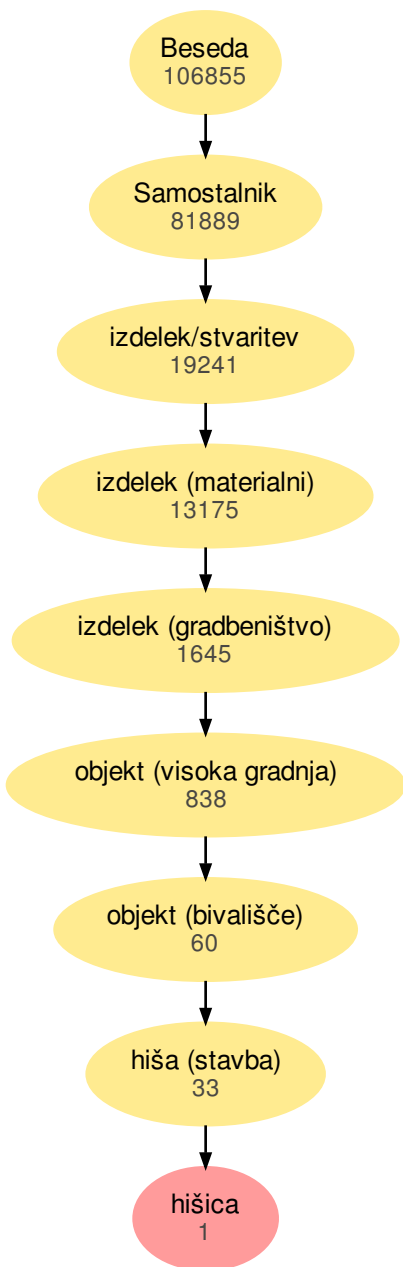 Beseda
106855
Samostalnik
81889
izdelek/stvaritev
19241
izdelek (materialni)
13175
izdelek (gradbeništvo)
1645
objekt (visoka gradnja)
838
objekt (bivališče)
60
hiša (stavba)
33
hišica
1